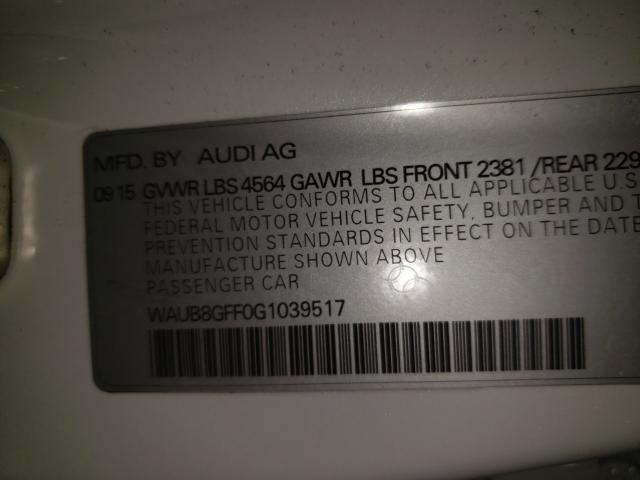 MFD. BY AUDI AG
09 15 GVWR LBS 4564 GAWR LBS FRONT 2381 /REAR 229
THIS VEHICLE CONFORMS TO ALL APPLICABLE U.S
FEDERAL MOTOR VEHICLE SAFETY, BUMPER AND T
PREVENTION STANDARDS IN EFFECT ON THE DATE
MANUFACTURE SHOWN ABOVE
PASSENGER CAR
WAUB8GFF0G1039517